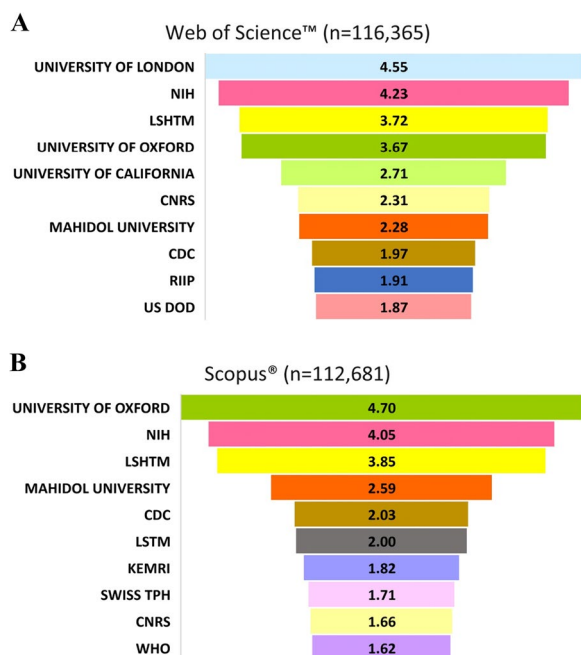 A
Web of Science™ (n=116,365)
UNIVERSITY OF LONDON 4.55
NIH 4.23
LSHTM 3.72
UNIVERSITY OF OXFORD 3.67
UNIVERSITY OF CALIFORNIA 2.71
CNRS 2.31
MAHIDOL UNIVERSITY 2.28
CDC 1.97
RIIP 1.91
US DOD 1.87
B
Scopus® (n=112,681)
UNIVERSITY OF OXFORD 4.70
NIH 4.05
LSHTM 3.85
MAHIDOL UNIVERSITY 2.59
CDC 2.03
LSTM 2.00
KEMRI 1.82
SWISS TPH 1.71
CNRS 1.66
WHO 1.62